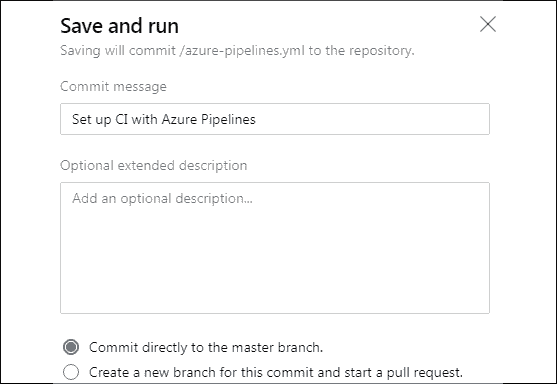 Save and run
Saving will commit /azure-pipelines.yml to the repository.
Commit message
Set up CI with Azure Pipelines
Optional extended description
Add an optional description...
Commit directly to the master branch.
Create a new branch for this commit and start a pull request.